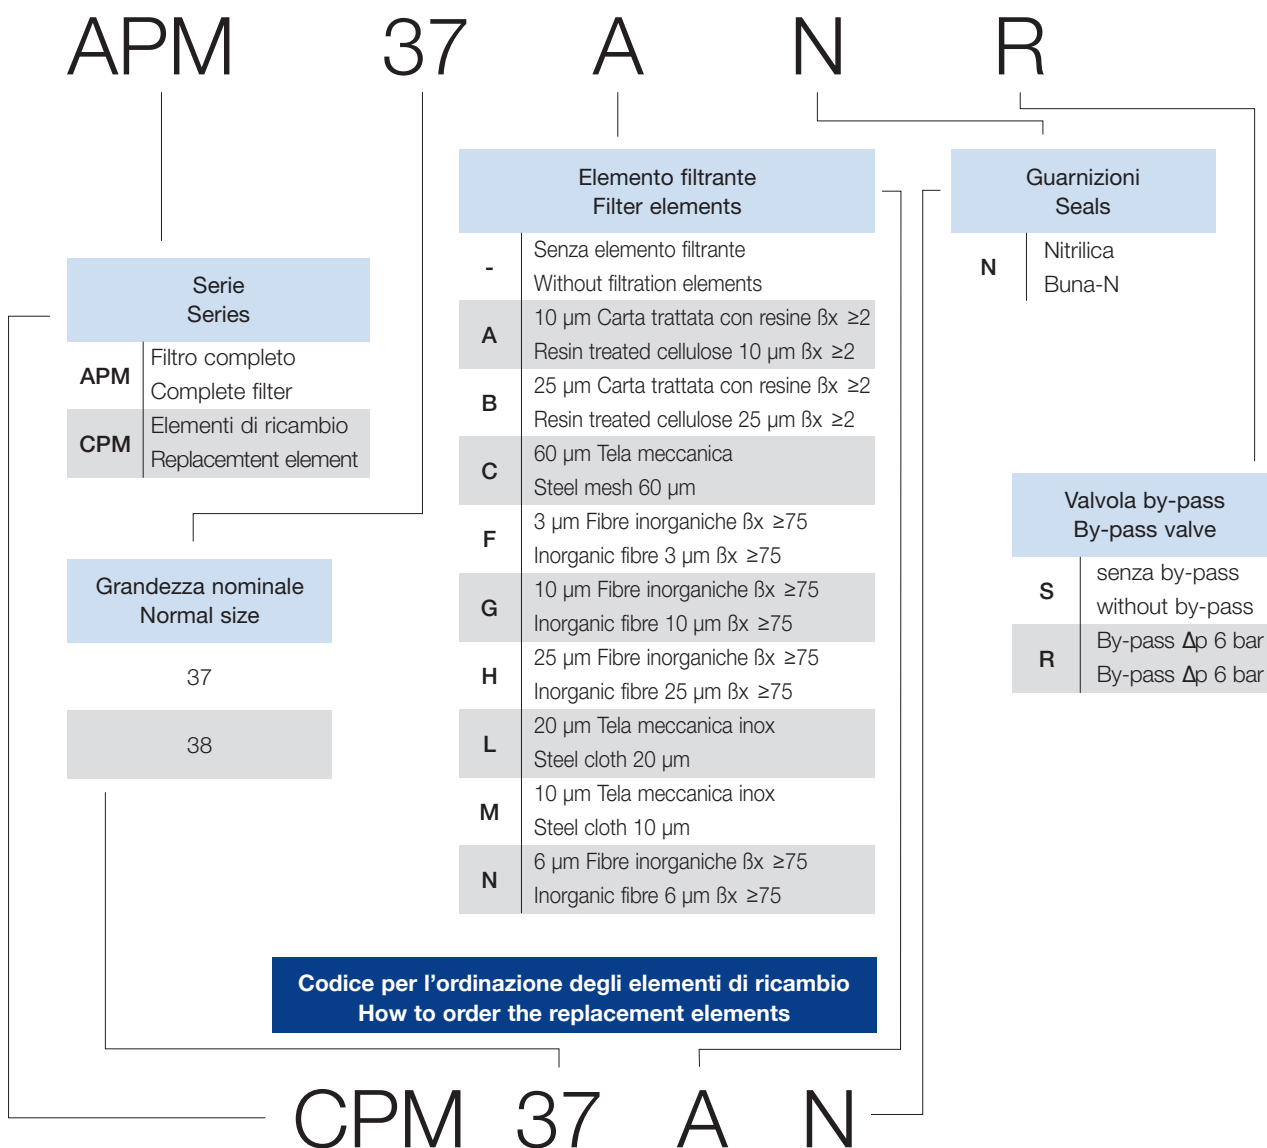 APM 37 A N R
Serie
Series
APM
Filtro completo
Complete filter
CPM
Elementi di ricambio
Replacemtent element
Grandezza nominale
Normal size
37
38
Elemento filtrante
Filter elements
-
Senza elemento filtrante
Without filtration elements
A
10 µm Carta trattata con resine ßx ≥2
Resin treated cellulose 10 µm ßx ≥2
B
25 µm Carta trattata con resine ßx ≥2
Resin treated cellulose 25 µm ßx ≥2
C
60 µm Tela meccanica
Steel mesh 60 µm
F
3 µm Fibre inorganiche ßx ≥75
Inorganic fibre 3 µm ßx ≥75
G
10 µm Fibre inorganiche ßx ≥75
Inorganic fibre 10 µm ßx ≥75
H
25 µm Fibre inorganiche ßx ≥75
Inorganic fibre 25 µm ßx ≥75
L
20 µm Tela meccanica inox
Steel cloth 20 µm
M
10 µm Tela meccanica inox
Steel cloth 10 µm
N
6 µm Fibre inorganiche ßx ≥75
Inorganic fibre 6 µm ßx ≥75
Guarnizioni
Seals
N
Nitrilica
Buna-N
Valvola by-pass
By-pass valve
S
senza by-pass
without by-pass
R
By-pass Δp 6 bar
By-pass Δp 6 bar
Codice per l’ordinazione degli elementi di ricambio
How to order the replacement elements
CPM 37 A N